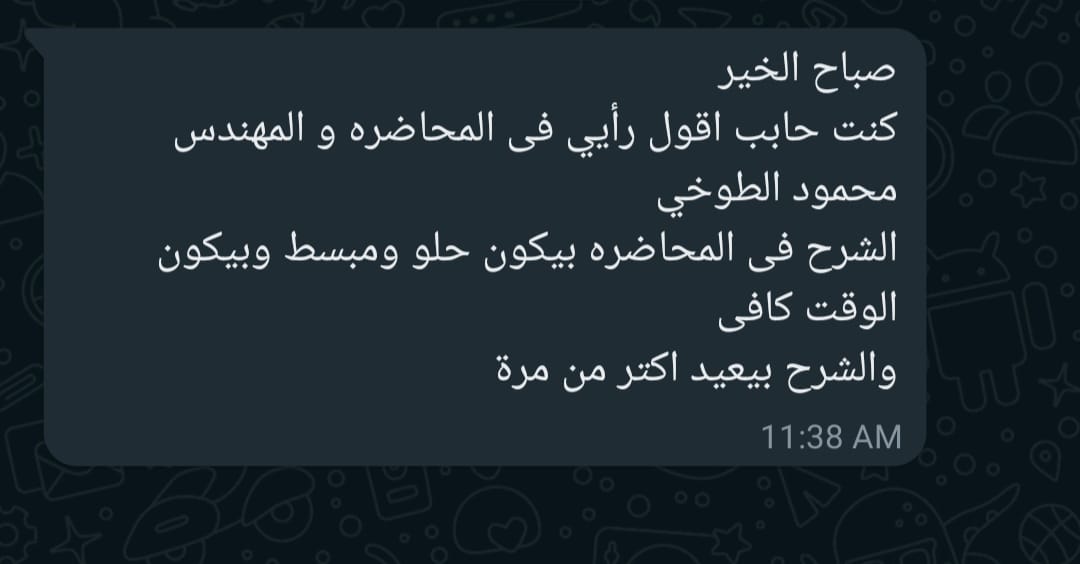 صباح الخير
كنت حابب اقول رأيي فى المحاضره و المهندس
محمود الطوخي
الشرح فى المحاضره بيكون حلو ومبسط وبيكون
الوقت كافى
والشرح بيعيد اكتر من مرة
11:38 AM